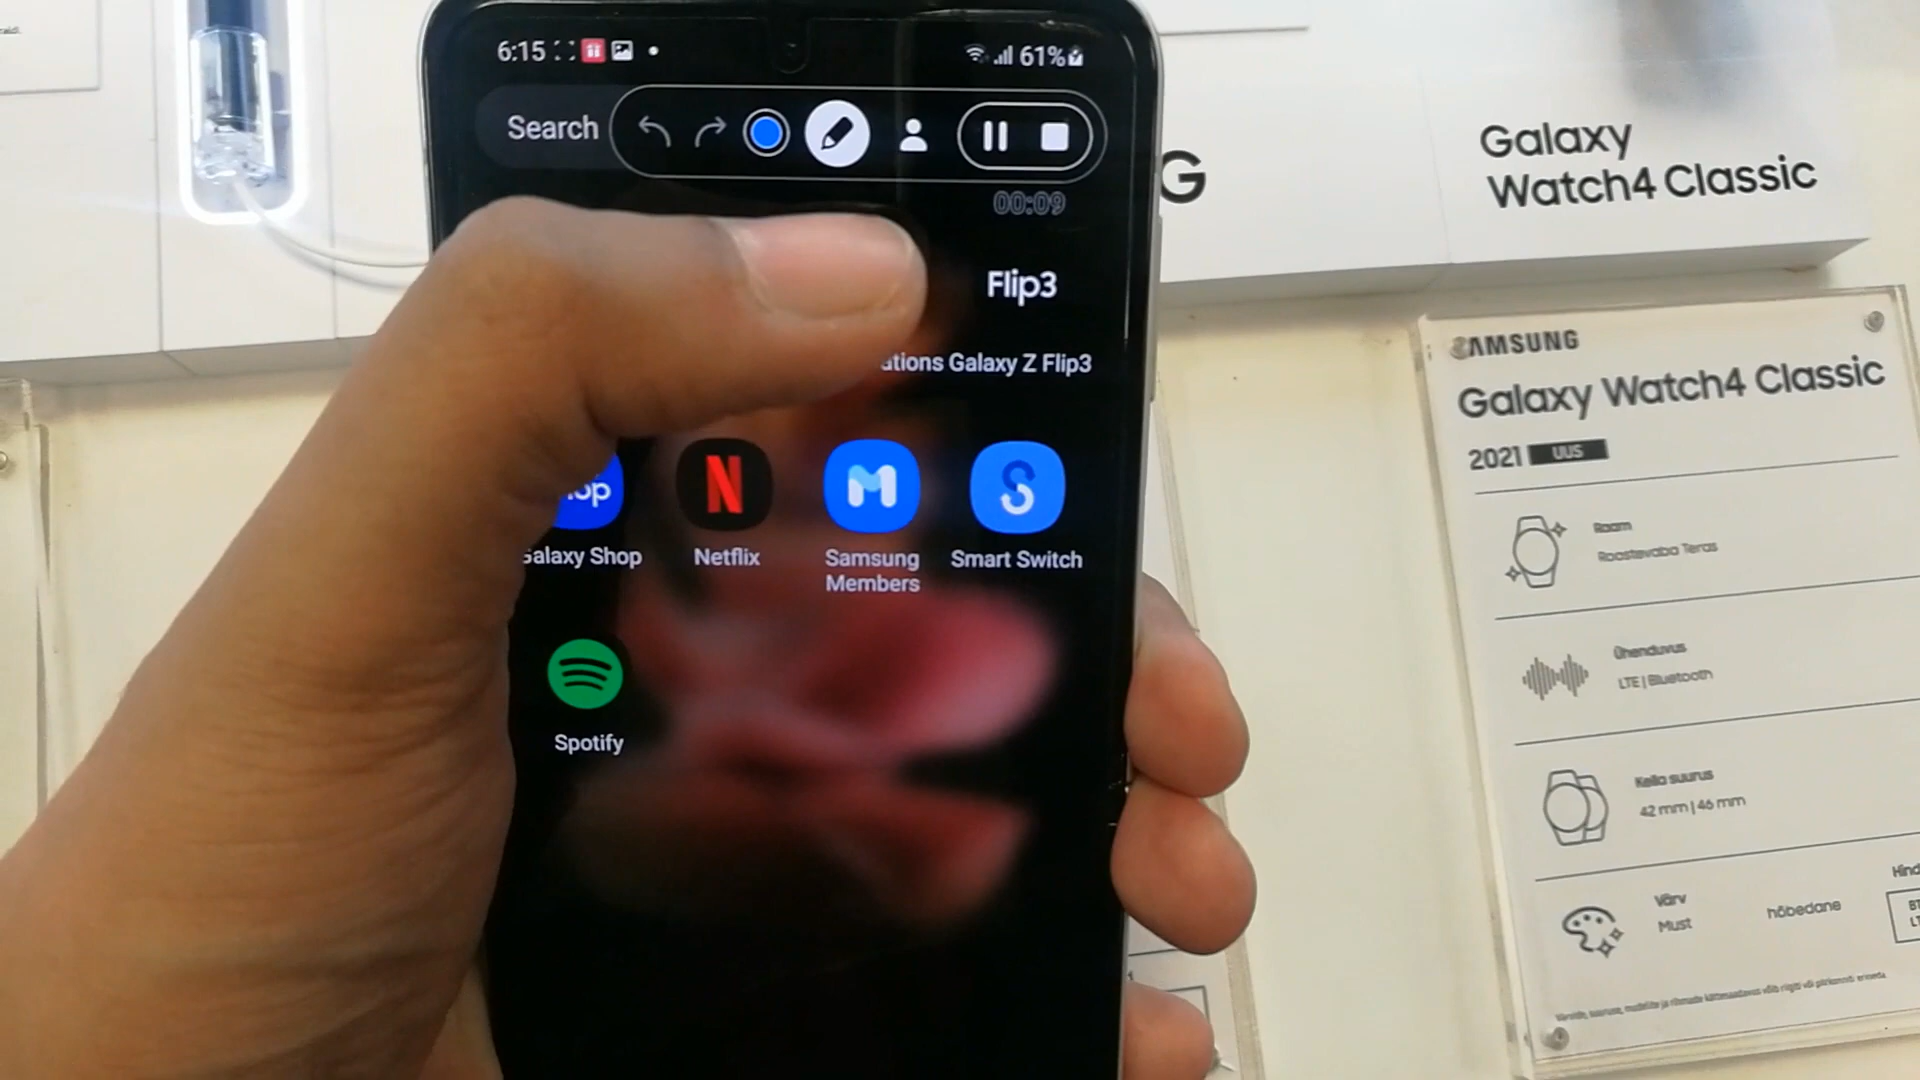 6:15
61%
Search
00:09
Flip3
Galaxy Z Flip3
Galaxy Shop
Netflix
Samsung
Members
Smart Switch
Spotify
G
Galaxy
Watch4 Classic
SAMSUNG
Galaxy Watch4 Classic
2021 UUS
Raam
Roostevaba Teras
Ühenduvus
LTE | Bluetooth
Kella suurus
42 mm | 46 mm
Värv
Must
hõbedane
Hind